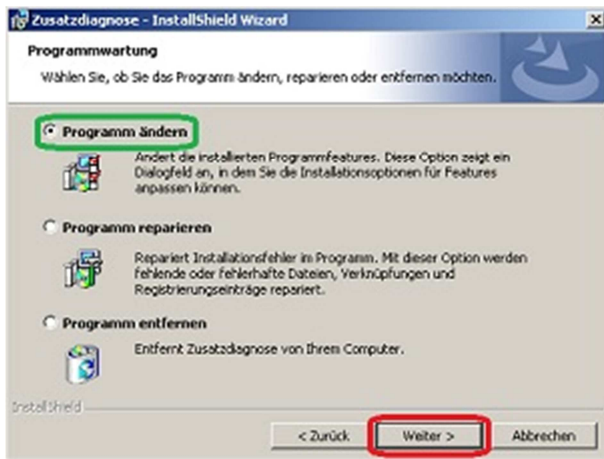 Zusatzdiagnose - InstallShield Wizard
Programmwartung
Wählen Sie, ob Sie das Programm ändern, reparieren oder entfernen möchten.
Programm ändern
Ändert die installierten Programmfeatures. Diese Option zeigt ein
Dialogfeld an, in dem Sie die Installationsoptionen für Features
anpassen können.
Programm reparieren
Repariert Installationsfehler im Programm. Mit dieser Option werden
fehlende oder fehlerhafte Dateien, Verknüpfungen und
Registrierungseinträge repariert.
Programm entfernen
Entfernt Zusatzdiagnose von Ihrem Computer.
InstallShield
< Zurück
Weiter >
Abbrechen